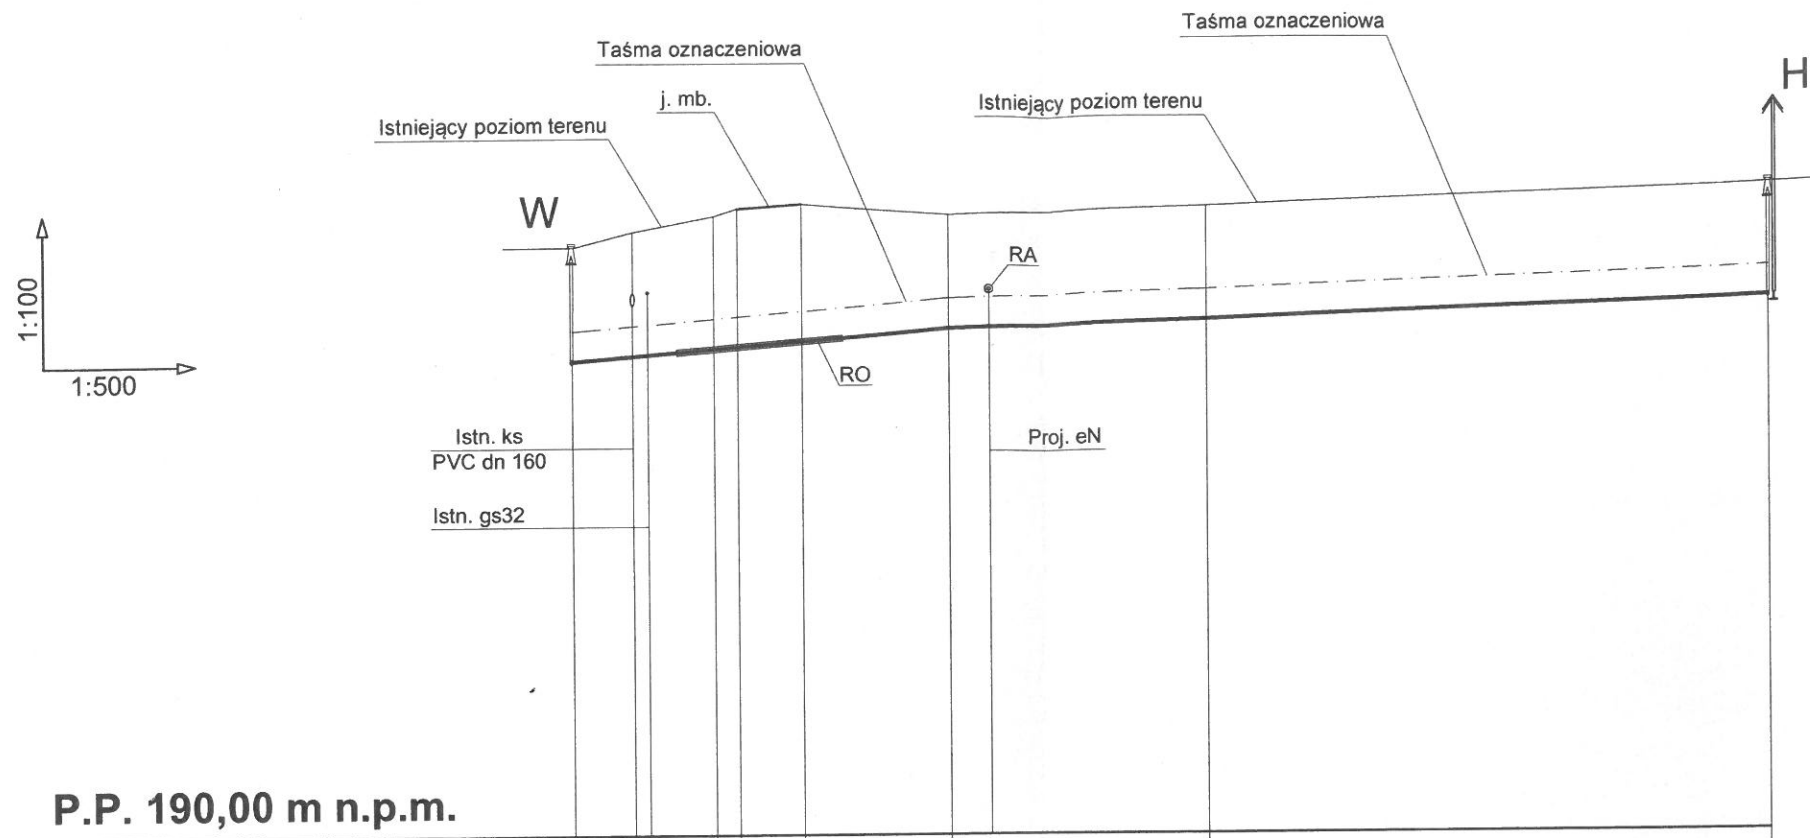 Taśma oznaczeniowa
Taśma oznaczeniowa
j. mb.
Istniejący poziom terenu
Istniejący poziom terenu
H
W
RA
1:100
1:500
RO
Istn. ks
PVC dn 160
Proj. eN
Istn. gs32
P.P. 190,00 m n.p.m.